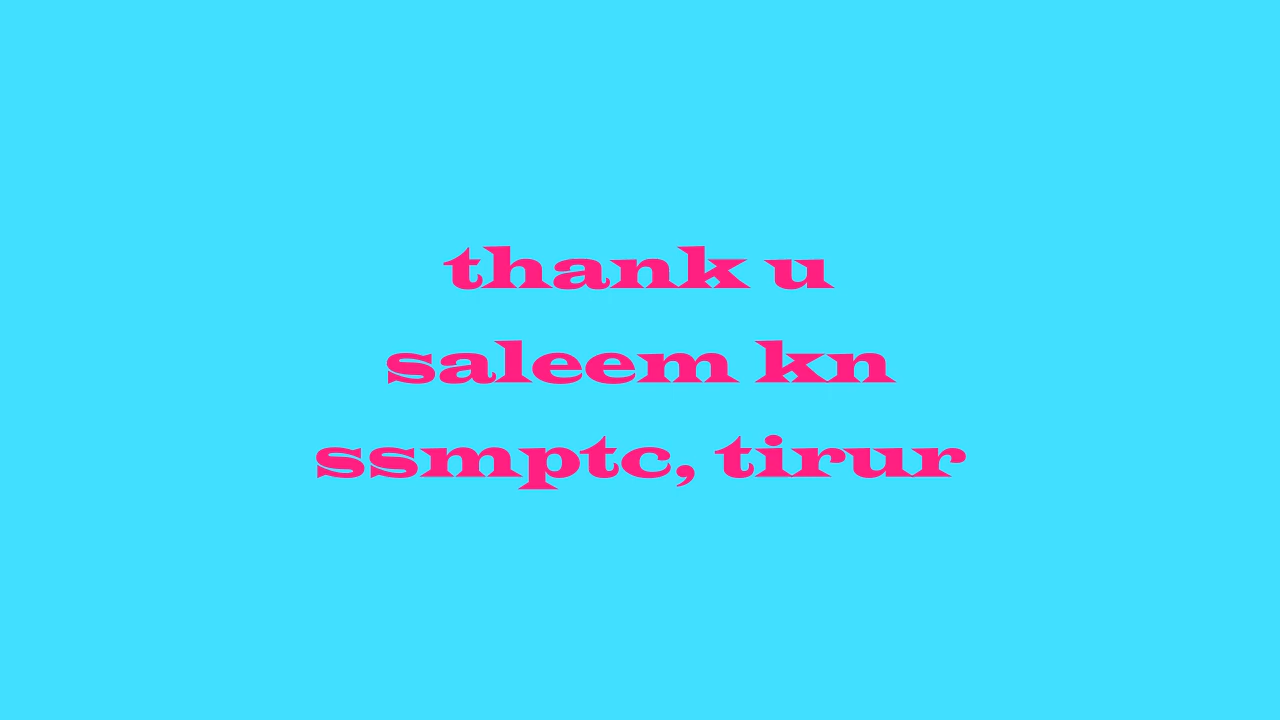 thank u
saleem kn
ssmptc, tirur